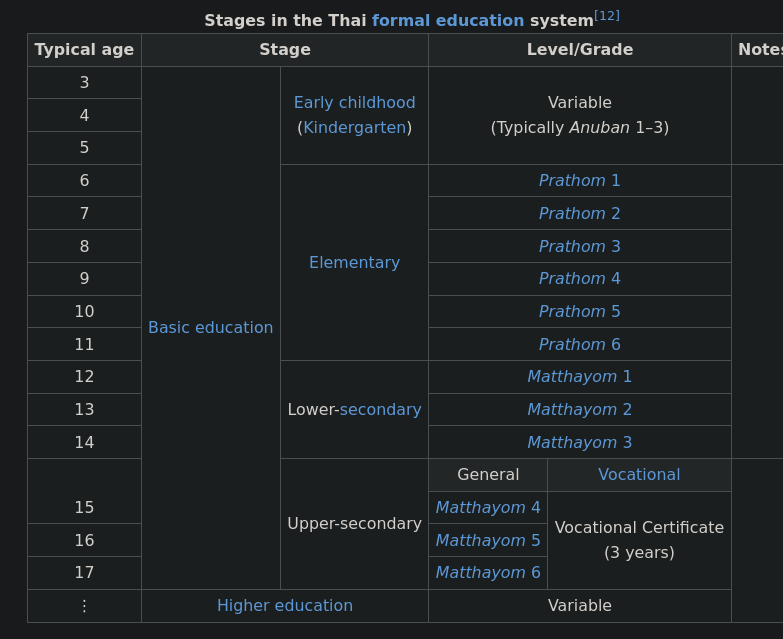 Stages in the Thai formal education system[12]
Typical age Stage Level/Grade Notes
3
4
5
Basic education
Early childhood
(Kindergarten)
Variable
(Typically Anuban 1–3)
6
7
8
9
10
11
Elementary
Prathom 1
Prathom 2
Prathom 3
Prathom 4
Prathom 5
Prathom 6
12
13
14
Lower-secondary
Matthayom 1
Matthayom 2
Matthayom 3
General Vocational
15
16
17
Upper-secondary
Matthayom 4
Matthayom 5
Matthayom 6
Vocational Certificate
(3 years)
⋮ Higher education Variable